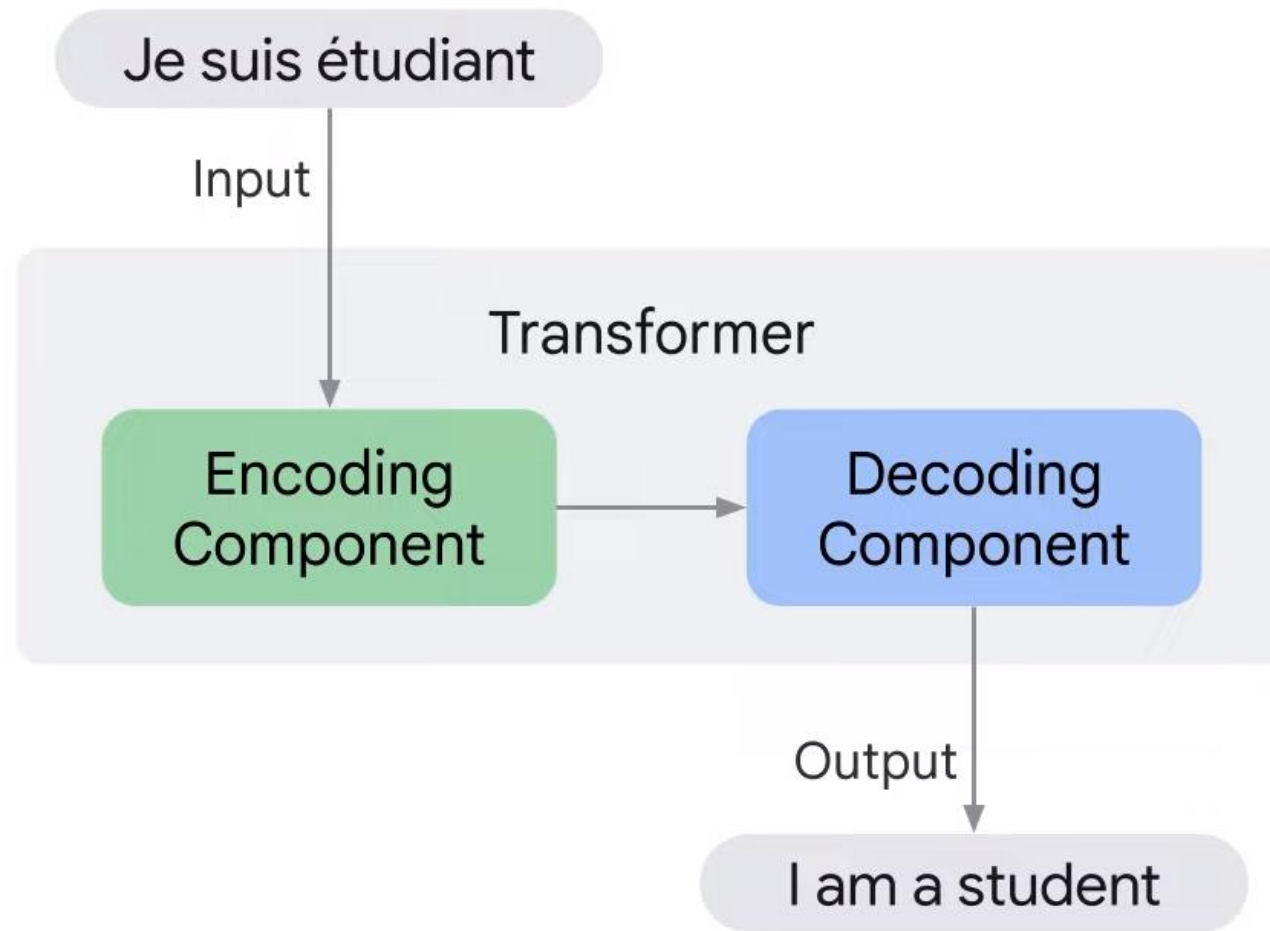 Je suis étudiant
Input
Transformer
Encoding
Component
Decoding
Component
Output
I am a student